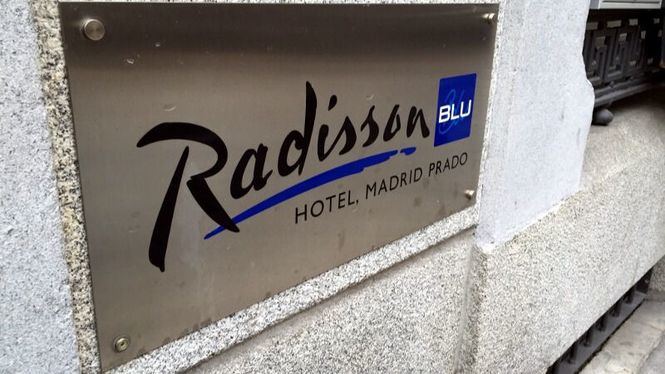 Radisson BLU
HOTEL, MADRID PRADO